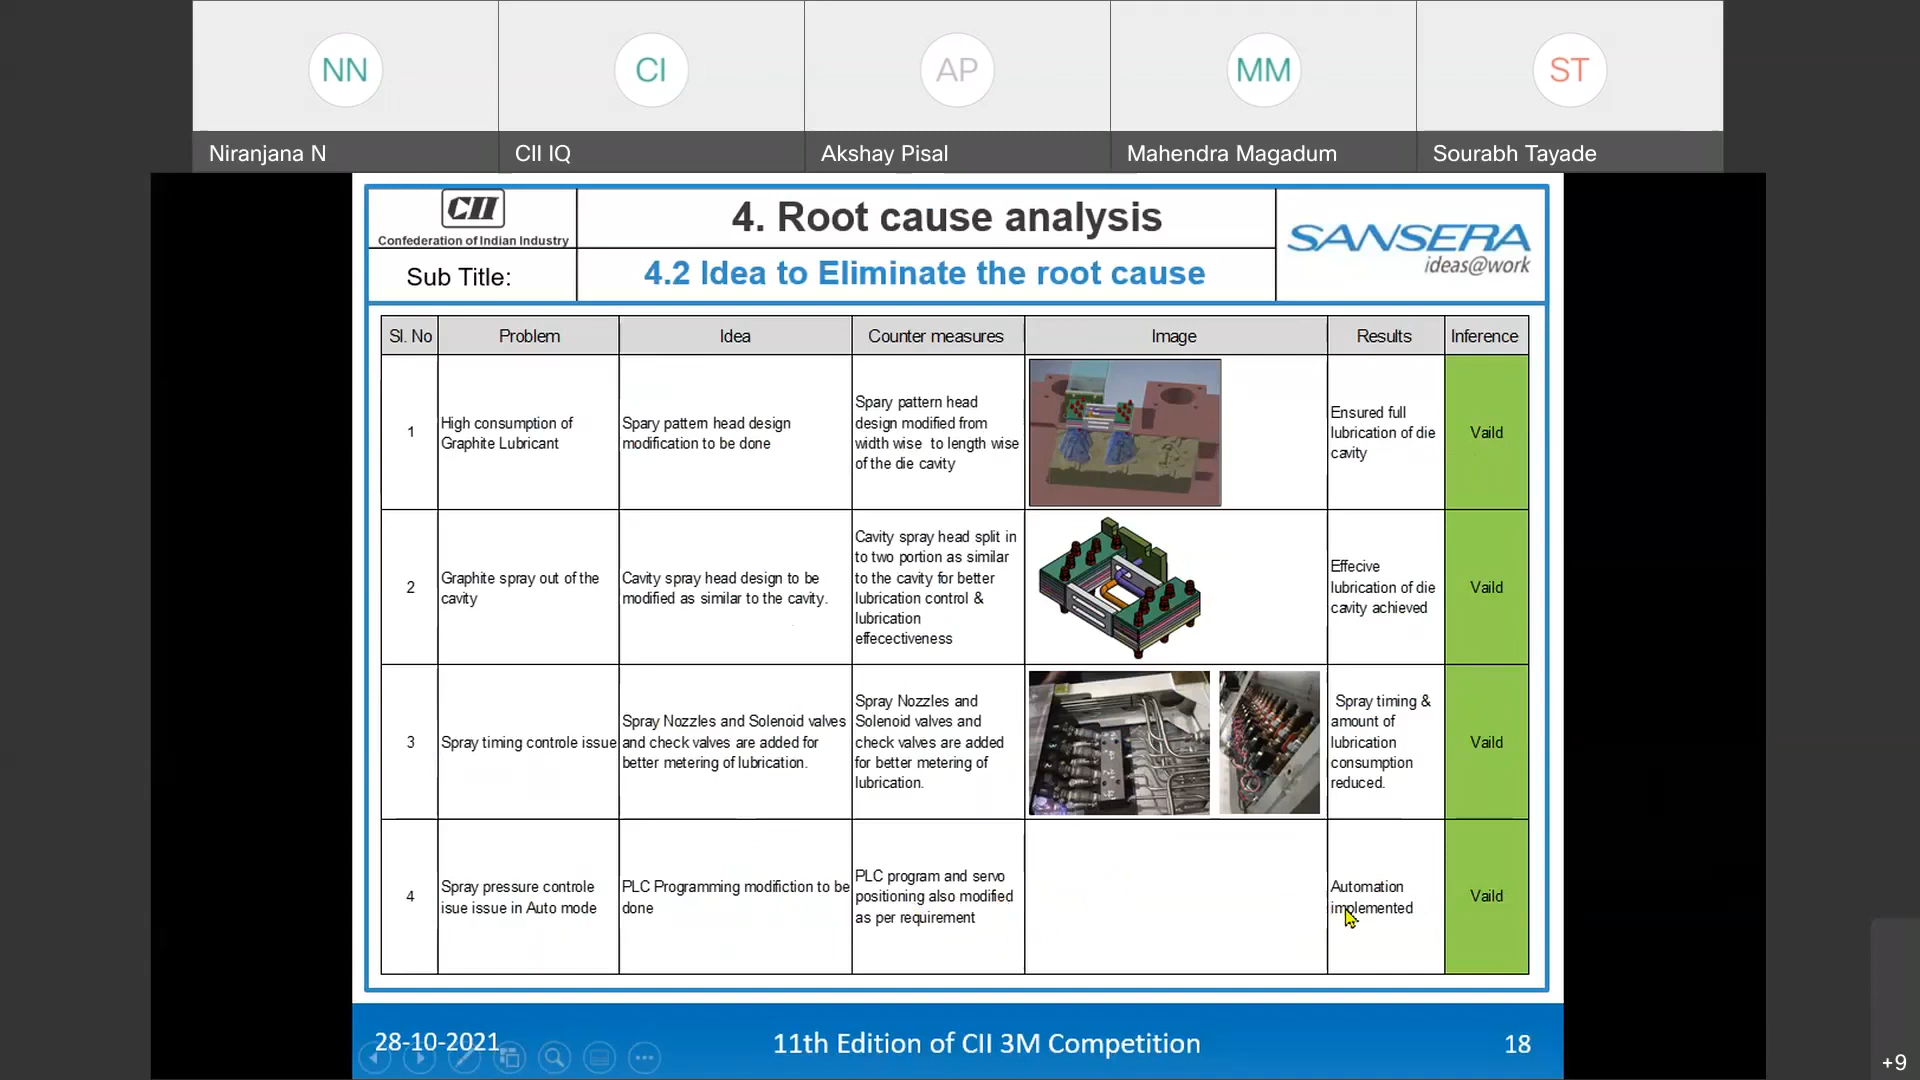 NN
CI
AP
MM
ST
Niranjana N
CII IQ
Akshay Pisal
Mahendra Magadum
Sourabh Tayade
CII
Confederation of Indian Industry
4. Root cause analysis
SANSERA
ideas@work
Sub Title:
4.2 Idea to Eliminate the root cause
Sl. No
Problem
Idea
Counter measures
Image
Results
Inference
1
High consumption of
Graphite Lubricant
Spary pattern head design
modification to be done
Spary pattern head
design modified from
width wise to length wise
of the die cavity
Ensured full
lubrication of die
cavity
Vaild
2
Graphite spray out of the
cavity
Cavity spray head design to be
modified as similar to the cavity.
Cavity spray head split in
to two portion as similar
to the cavity for better
lubrication control &
lubrication
effecectiveness
Effecive
lubrication of die
cavity achieved
Vaild
3
Spray timing controle issue
Spray Nozzles and Solenoid valves
and check valves are added for
better metering of lubrication.
Spray Nozzles and
Solenoid valves and
check valves are added
for better metering of
lubrication.
Spray timing &
amount of
lubrication
consumption
reduced.
Vaild
4
Spray pressure controle
isue issue in Auto mode
PLC Programming modifiction to be
done
PLC program and servo
positioning also modified
as per requirement
Automation
implemented
Vaild
28-10-2021
11th Edition of CII 3M Competition
18
+9